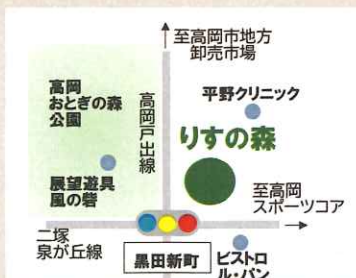 至高岡市地方
卸売市場
高岡
おとぎの森
公園
高岡戸出線
平野クリニック
りすの森
展望遊具
風の砦
至高岡
スポーツコア
二塚
泉が丘線
黒田新町
ビストロ
ル・バン